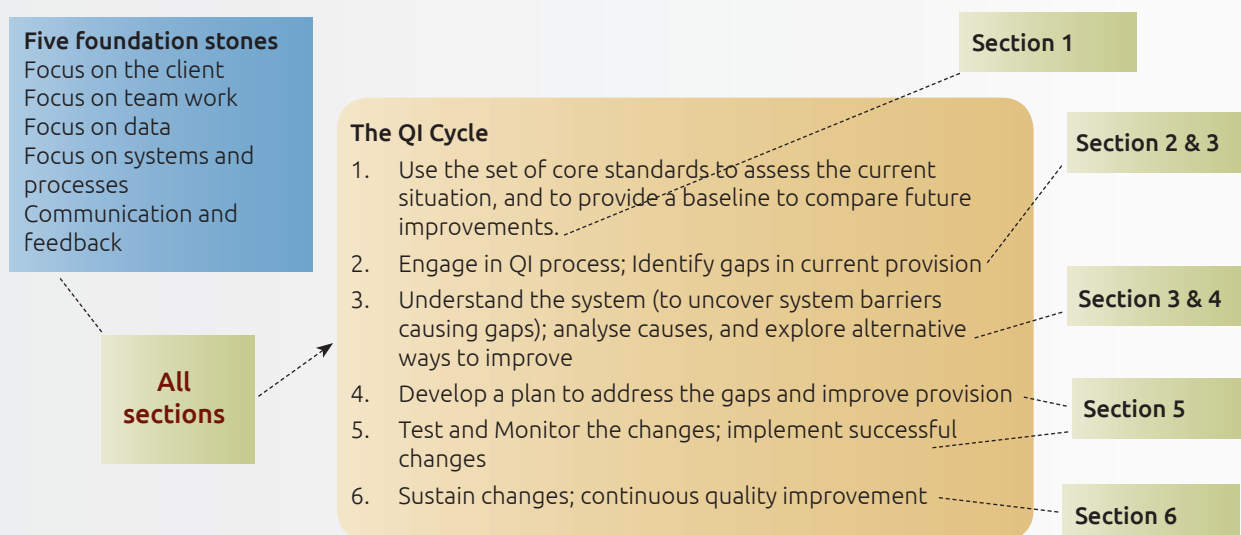 Five foundation stones
Focus on the client
Focus on team work
Focus on data
Focus on systems and
processes
Communication and
feedback
All
sections
The QI Cycle
1. Use the set of core standards to assess the current
situation, and to provide a baseline to compare future
improvements.
2. Engage in QI process; Identify gaps in current provision
3. Understand the system (to uncover system barriers
causing gaps); analyse causes, and explore alternative
ways to improve
4. Develop a plan to address the gaps and improve provision
5. Test and Monitor the changes; implement successful
changes
6. Sustain changes; continuous quality improvement
Section 1
Section 2 & 3
Section 3 & 4
Section 5
Section 6